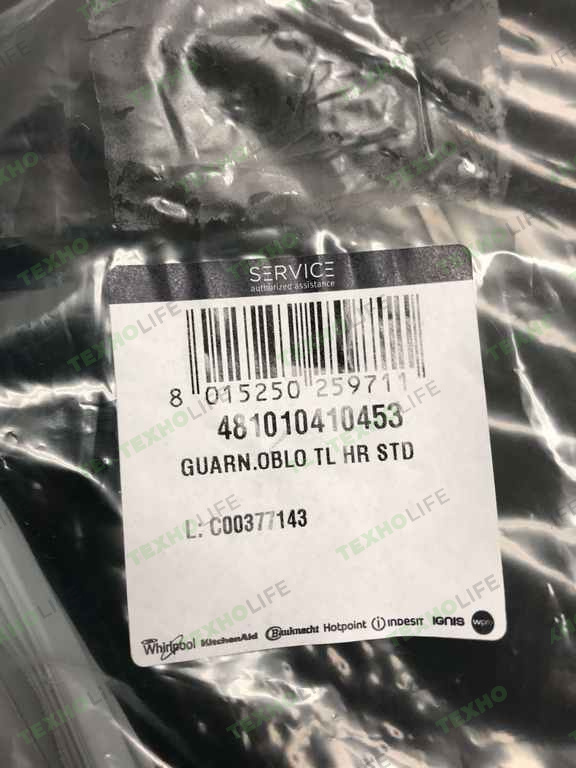 SERVICE
authorized assistance
8 015250 259711
481010410453
GUARN.OBLO TL HR STD
L: C00377143
Whirlpool KitchenAid Bauknecht Hotpoint indesit IGNIS wpro
ТЕХНОLIFE